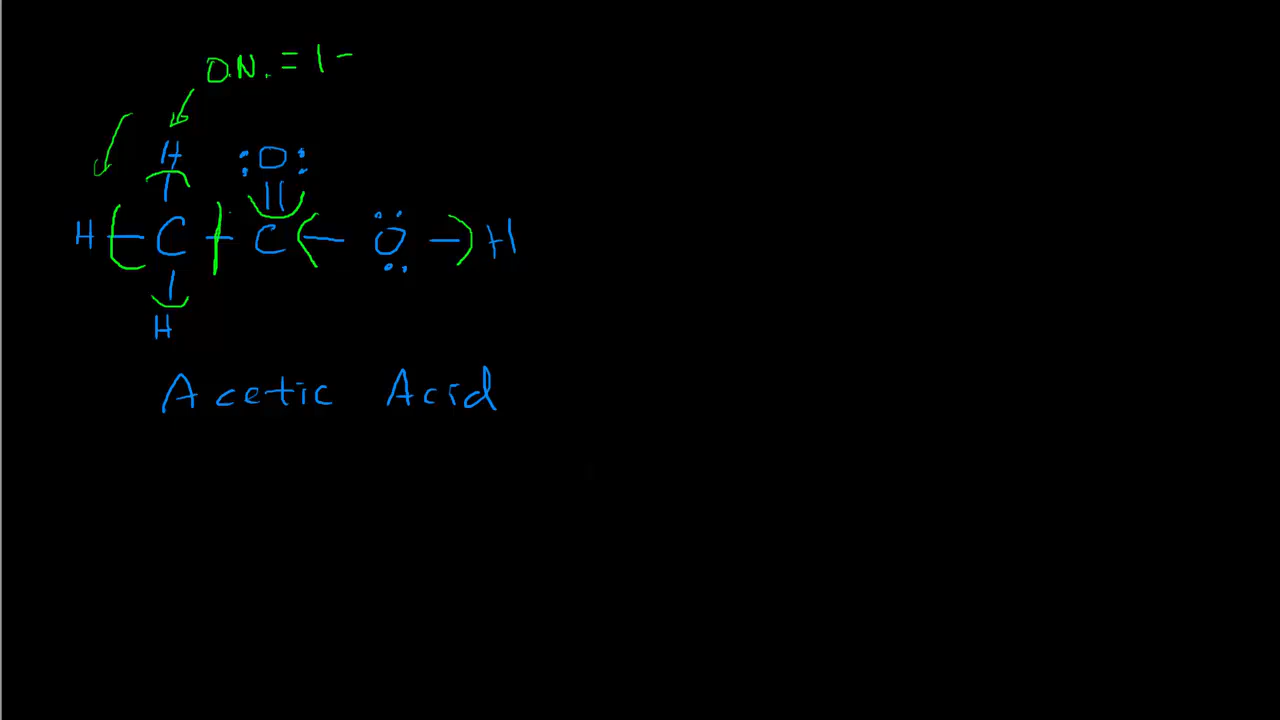 O.N. = 1 -
H :O:
H - C - C - O - H
H
Acetic Acid